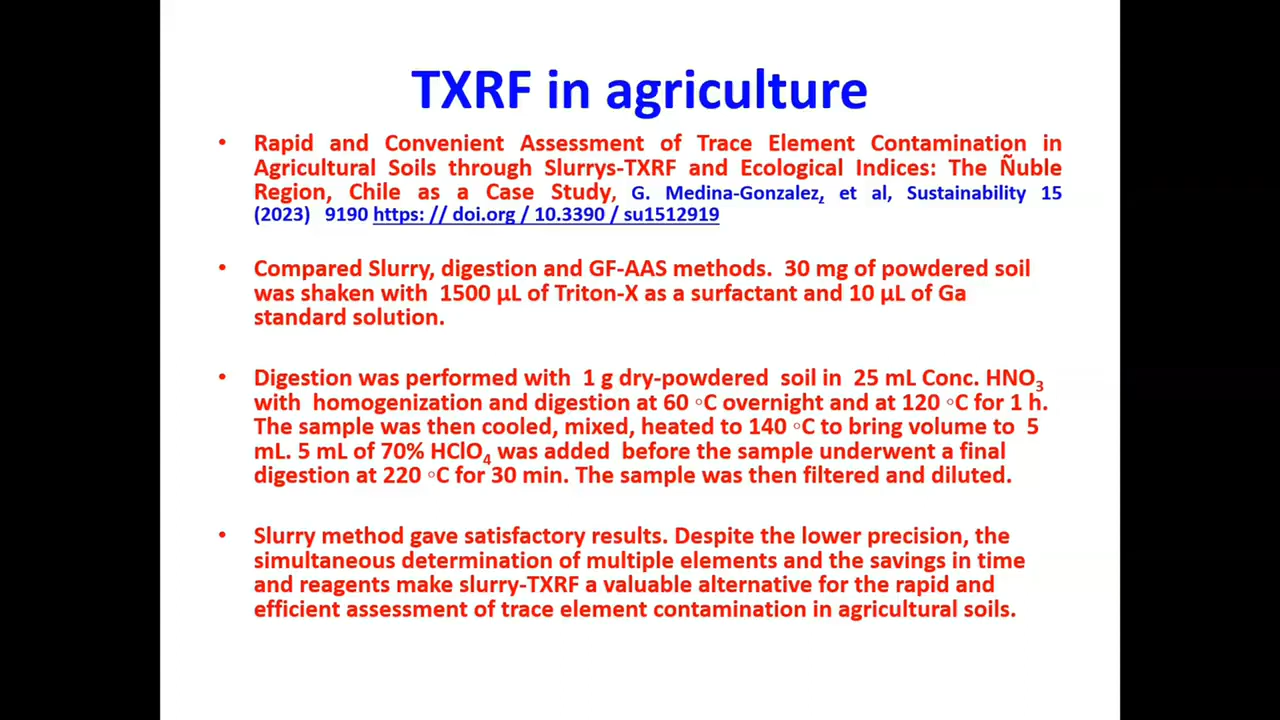 TXRF in agriculture
• Rapid and Convenient Assessment of Trace Element Contamination in
Agricultural Soils through Slurrys-TXRF and Ecological Indices: The Ñuble
Region, Chile as a Case Study, G. Medina-Gonzalez, et al, Sustainability 15
(2023) 9190 https: // doi.org / 10.3390 / su1512919
• Compared Slurry, digestion and GF-AAS methods. 30 mg of powdered soil
was shaken with 1500 µL of Triton-X as a surfactant and 10 µL of Ga
standard solution.
• Digestion was performed with 1 g dry-powdered soil in 25 mL Conc. HNO₃
with homogenization and digestion at 60 ◦C overnight and at 120 ◦C for 1 h.
The sample was then cooled, mixed, heated to 140 ◦C to bring volume to 5
mL. 5 mL of 70% HClO₄ was added before the sample underwent a final
digestion at 220 ◦C for 30 min. The sample was then filtered and diluted.
• Slurry method gave satisfactory results. Despite the lower precision, the
simultaneous determination of multiple elements and the savings in time
and reagents make slurry-TXRF a valuable alternative for the rapid and
efficient assessment of trace element contamination in agricultural soils.